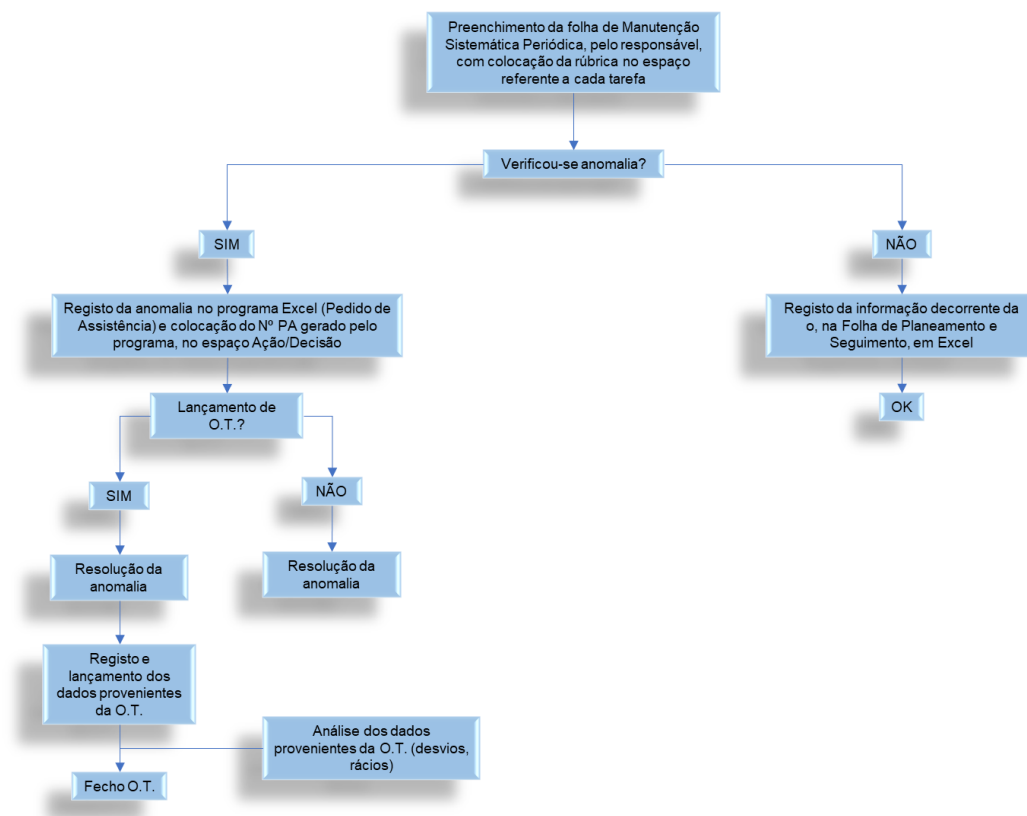 Preenchimento da folha de Manutenção
Sistemática Periódica, pelo responsável,
com colocação da rúbrica no espaço
referente a cada tarefa
Verificou-se anomalia?
SIM
NÃO
Registo da anomalia no programa Excel (Pedido de
Assistência) e colocação do Nº PA gerado pelo
programa, no espaço Ação/Decisão
Registo da informação decorrente da
o, na Folha de Planeamento e
Seguimento, em Excel
Lançamento de
O.T.?
OK
SIM
NÃO
Resolução da
anomalia
Resolução da
anomalia
Registo e
lançamento dos
dados provenientes
da O.T.
Análise dos dados
provenientes da O.T. (desvios,
rácios)
Fecho O.T.